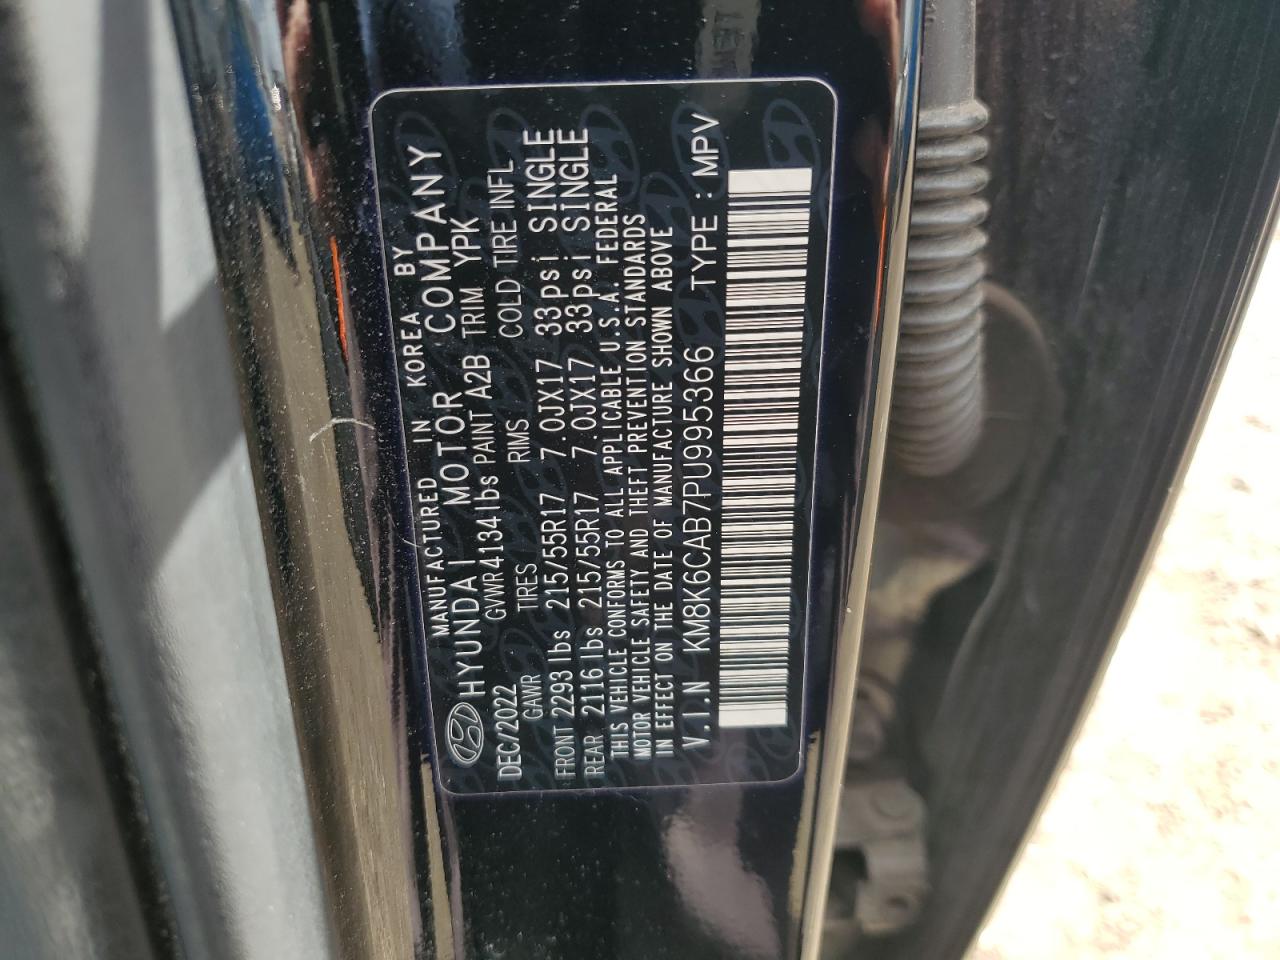 MANUFACTURED IN KOREA BY
HYUNDAI MOTOR COMPANY
GVWR 4134lbs PAINT A2B TRIM YPK
DEC/2022
GAWR TIRES RIMS COLD TIRE INFL
FRONT 2293lbs 215/55R17 7.0JX17 33psi SINGLE
REAR 2116lbs 215/55R17 7.0JX17 33psi SINGLE
THIS VEHICLE CONFORMS TO ALL APPLICABLE U.S.A. FEDERAL
MOTOR VEHICLE SAFETY AND THEFT PREVENTION STANDARDS
IN EFFECT ON THE DATE OF MANUFACTURE SHOWN ABOVE
V.I.N KM8K6CAB7PU995366 TYPE : MPV